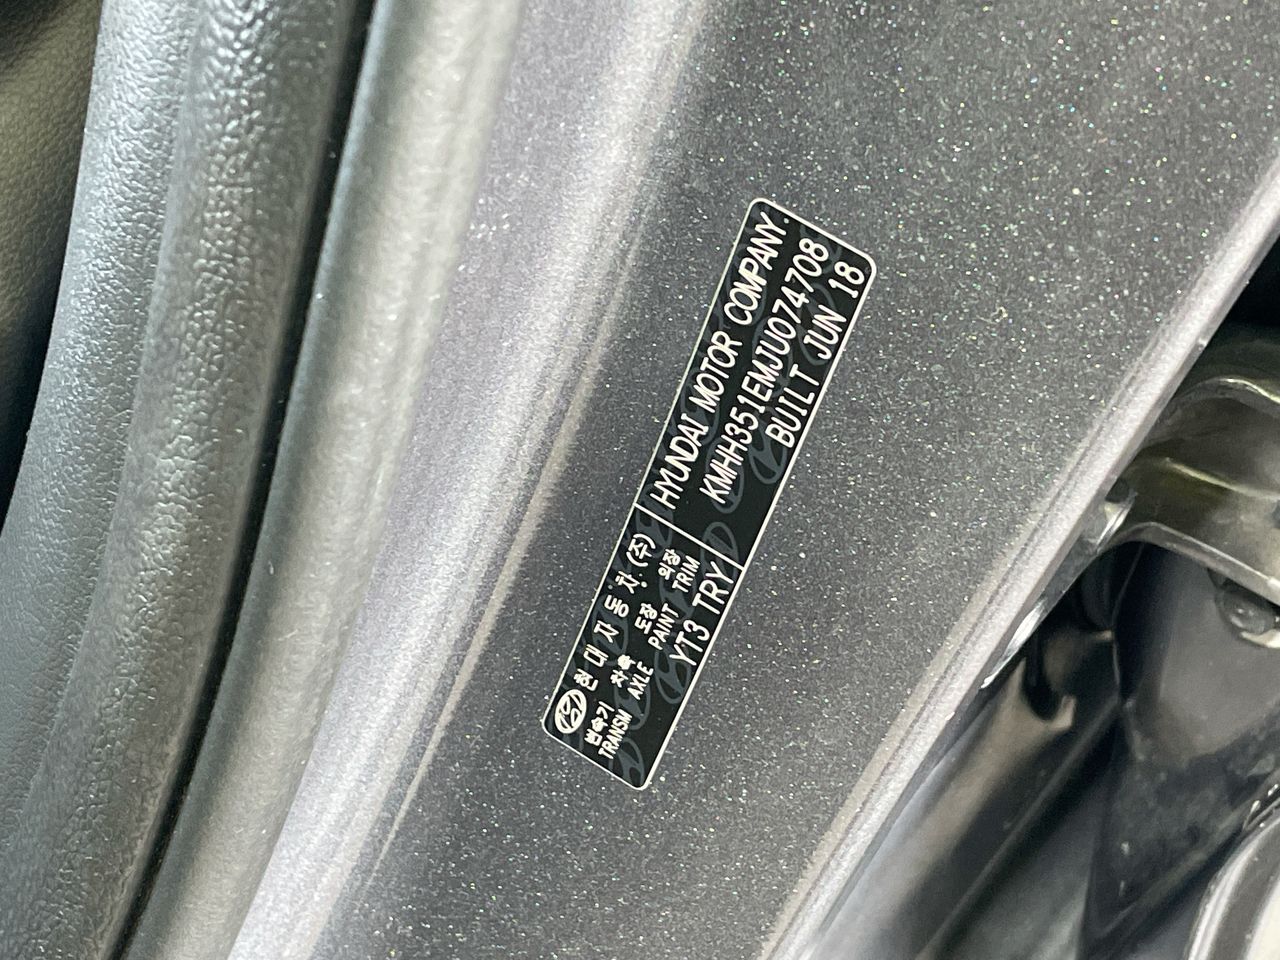 현대자동차(주)
HYUNDAI MOTOR COMPANY.
변속기 차축 도장 의장
TRANSM AXLE PAINT TRIM
YT3 TRY
KMHH351EMJU074708
BUILT JUN 18